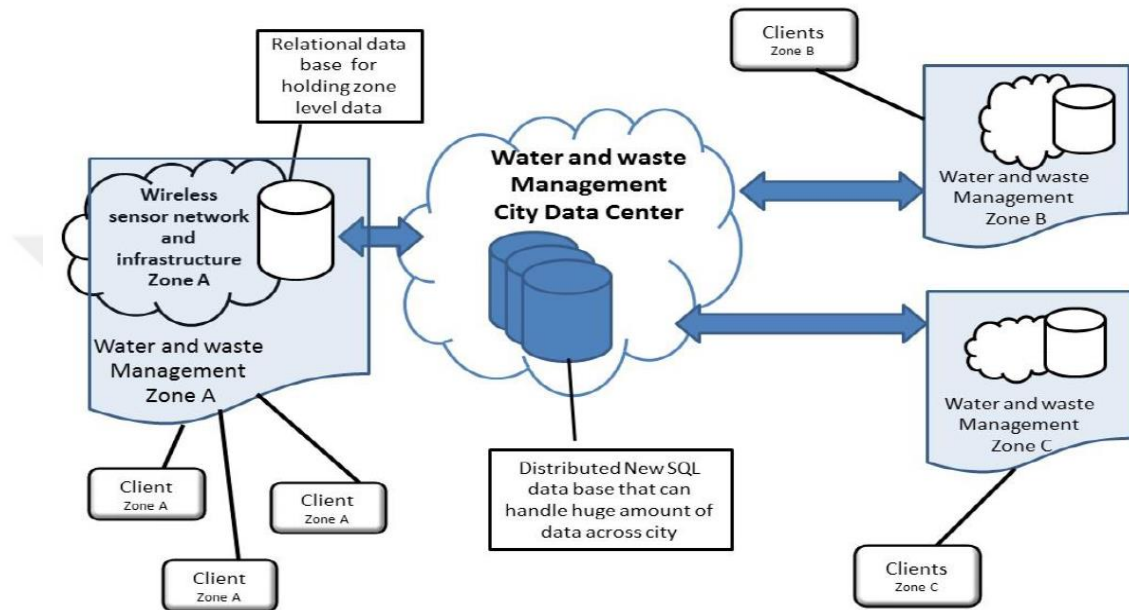 Relational data
base for
holding zone
level data
Wireless
sensor network
and
infrastructure
Zone A
Water and waste
Management
Zone A
Client
Zone A
Client
Zone A
Client
Zone A
Water and waste
Management
City Data Center
Distributed New SQL
data base that can
handle huge amount of
data across city
Clients
Zone B
Water and waste
Management
Zone B
Water and waste
Management
Zone C
Clients
Zone C